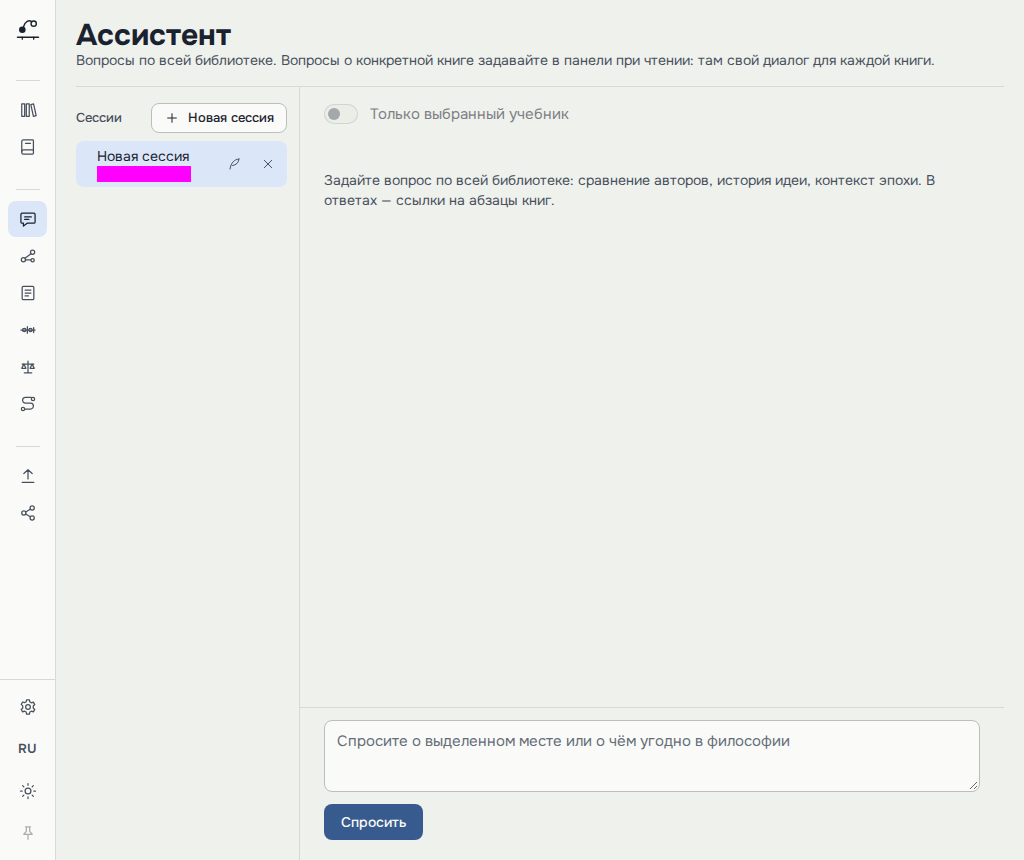 Ассистент
Вопросы по всей библиотеке. Вопросы о конкретной книге задавайте в панели при чтении: там свой диалог для каждой книги.
Сессии
Новая сессия
Новая сессия
Только выбранный учебник
Задайте вопрос по всей библиотеке: сравнение авторов, история идеи, контекст эпохи. В
ответах — ссылки на абзацы книг.
Спросите о выделенном месте или о чём угодно в философии
Спросить
RU